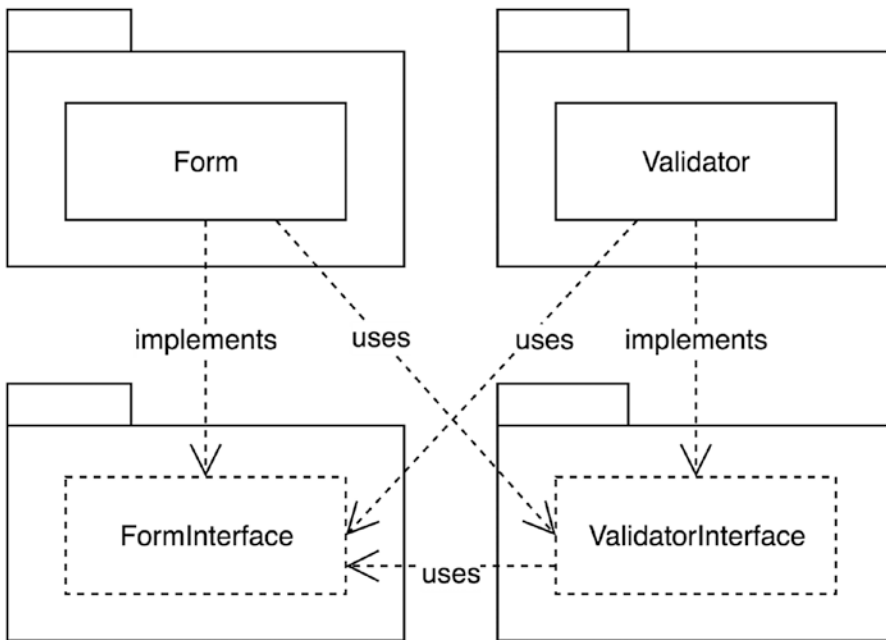 Form
Validator
implements
uses
uses
implements
FormInterface
ValidatorInterface
uses